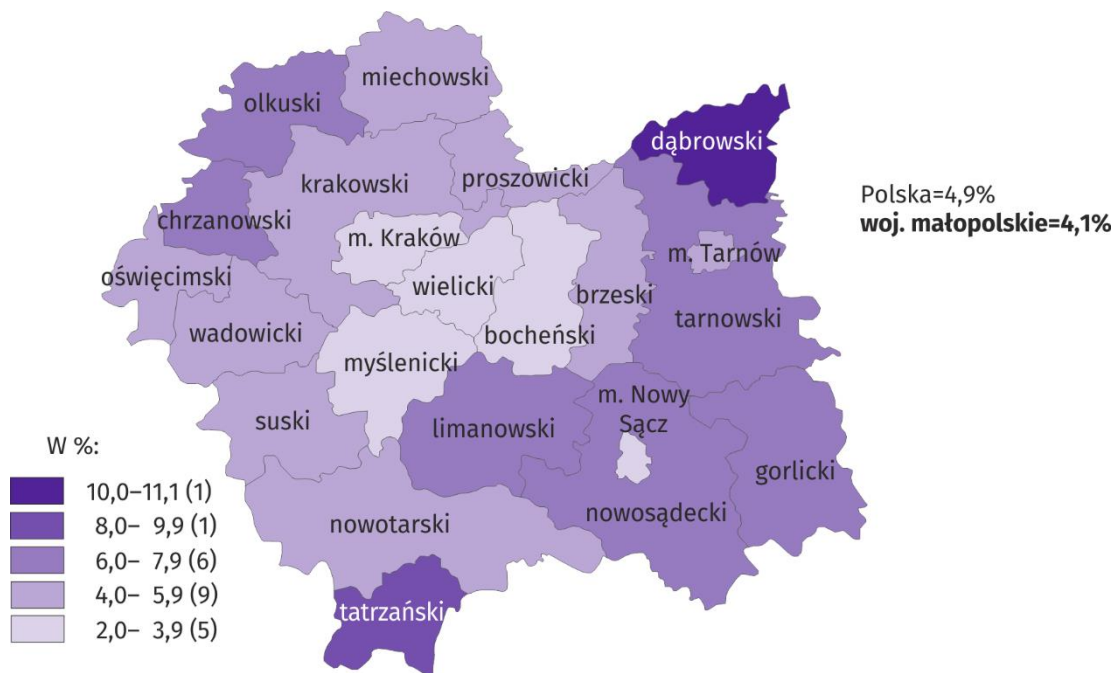 miechowski
olkuski
dąbrowski
krakowski
proszowicki
Polska=4,9%
chrzanowski
woj. małopolskie=4,1%
m. Kraków
m. Tarnów
oświęcimski
wielicki
brzeski
tarnowski
wadowicki
bocheński
myślenicki
m. Nowy
Sącz
suski
limanowski
gorlicki
nowosądecki
nowotarski
tatrzański
W %:
10,0–11,1 (1)
8,0– 9,9 (1)
6,0– 7,9 (6)
4,0– 5,9 (9)
2,0– 3,9 (5)